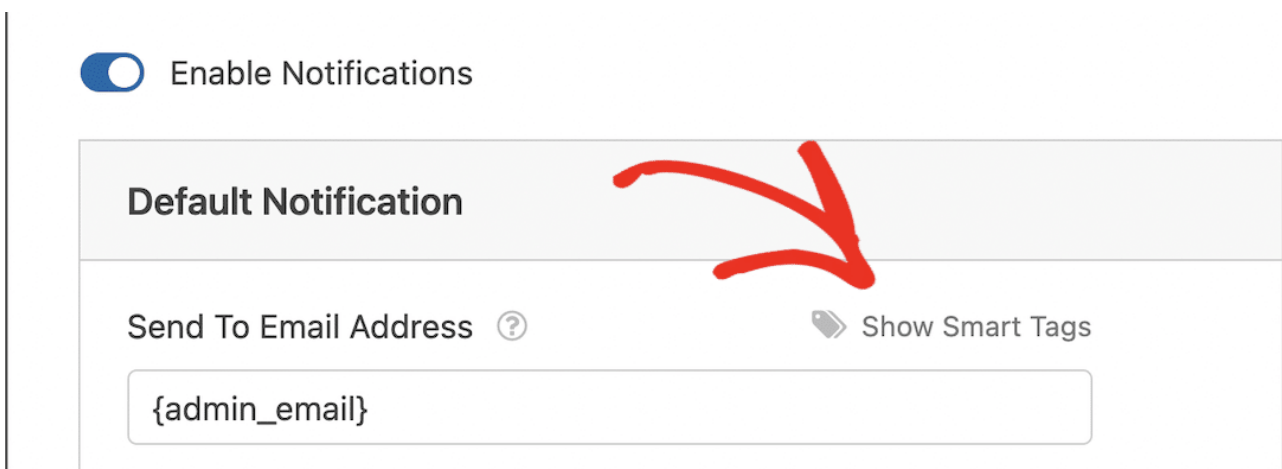 Enable Notifications
Default Notification
Send To Email Address ?
Show Smart Tags
{admin_email}